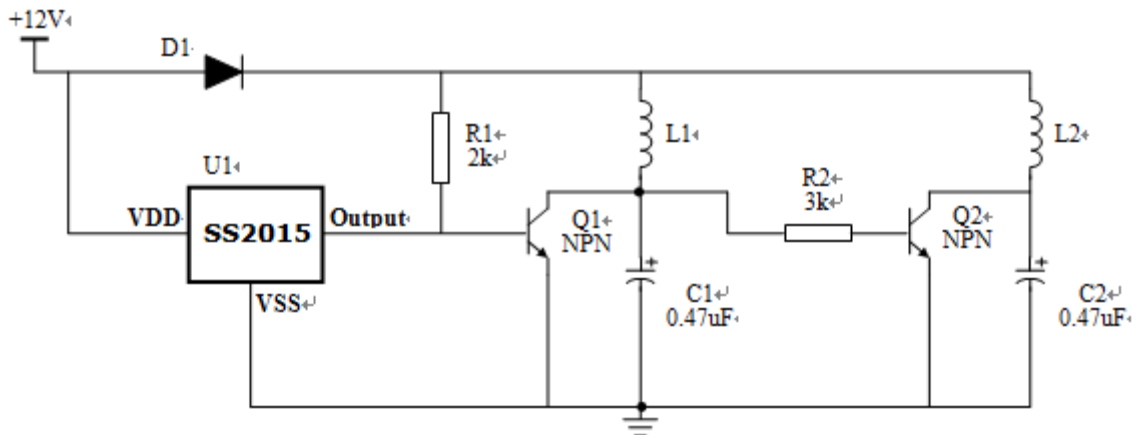 +12V↵
D1
R1↵
2k↵
L1↵
L2↵
U1↵
R2↵
3k↵
VDD
SS2015
Output↵
Q1↵
NPN
Q2↵
NPN
VSS↵
C1↵
0.47uF↵
C2↵
0.47uF↵